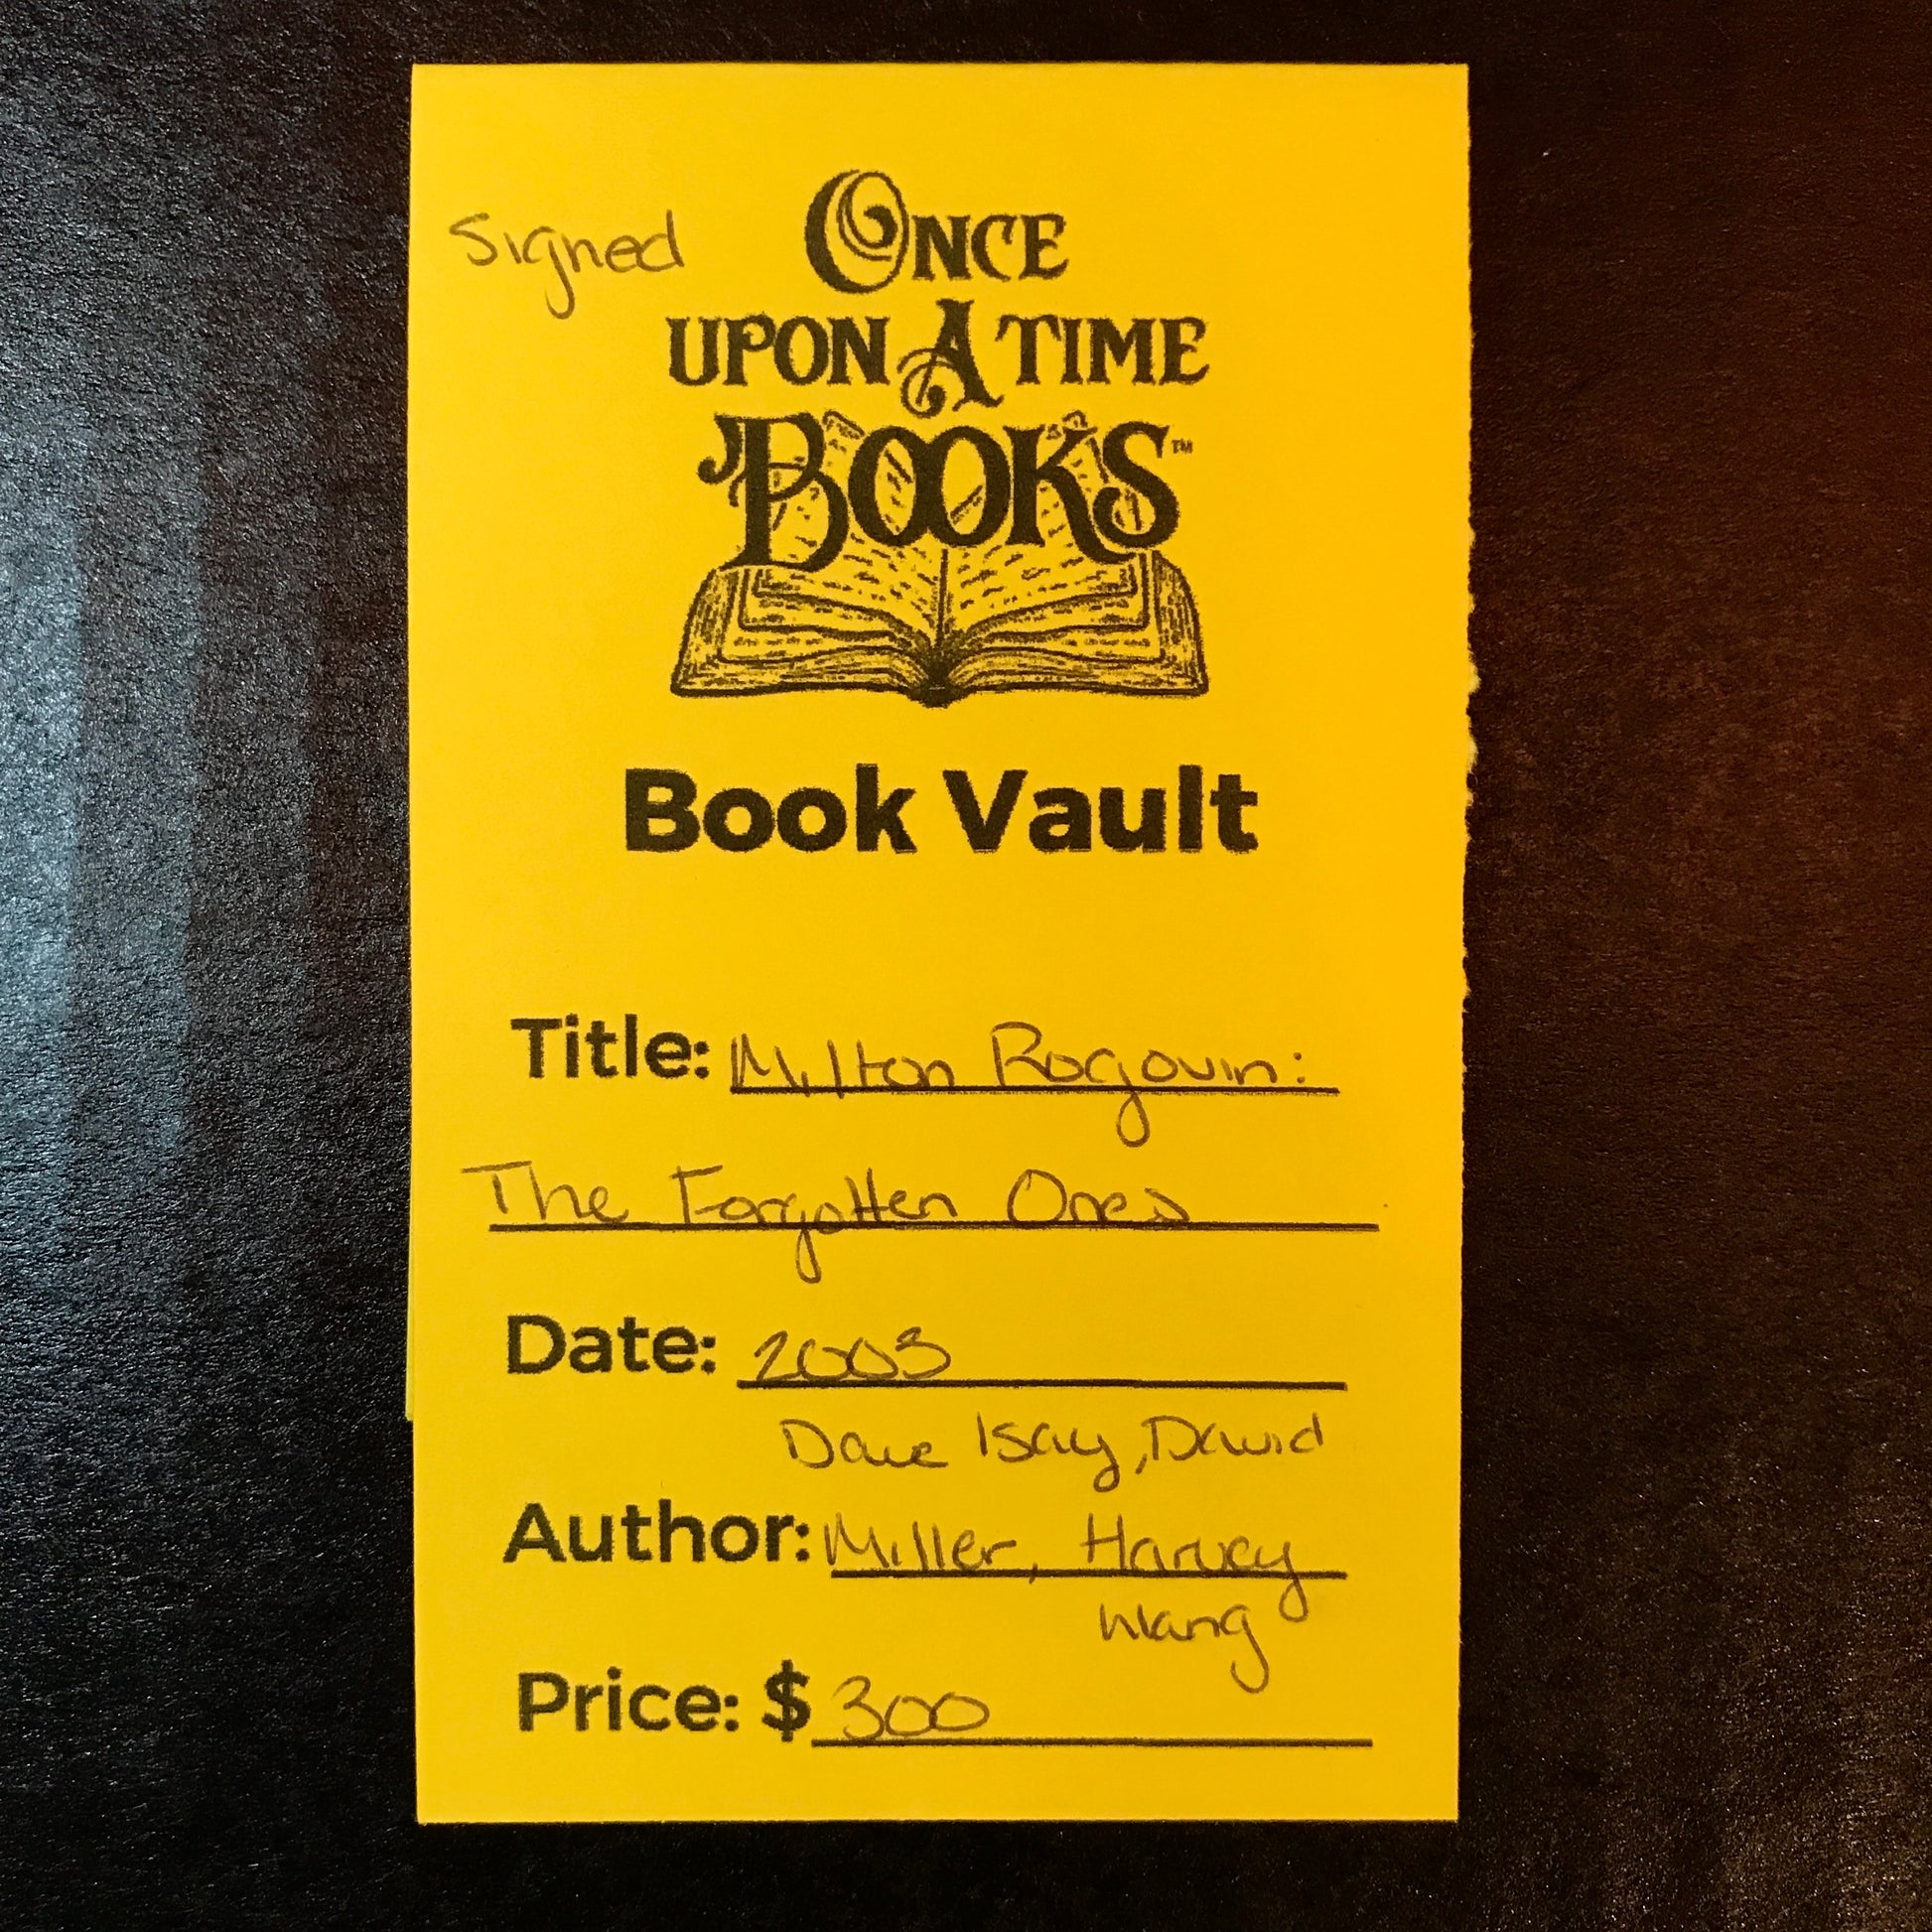 Signed
ONCE
UPON A TIME
BOOKS™
Book Vault
Title: Milton Rogovin:
The Forgotten Ones
Date: 2003
Dave Isay, David
Author: Miller, Harvey
Wang
Price: $300